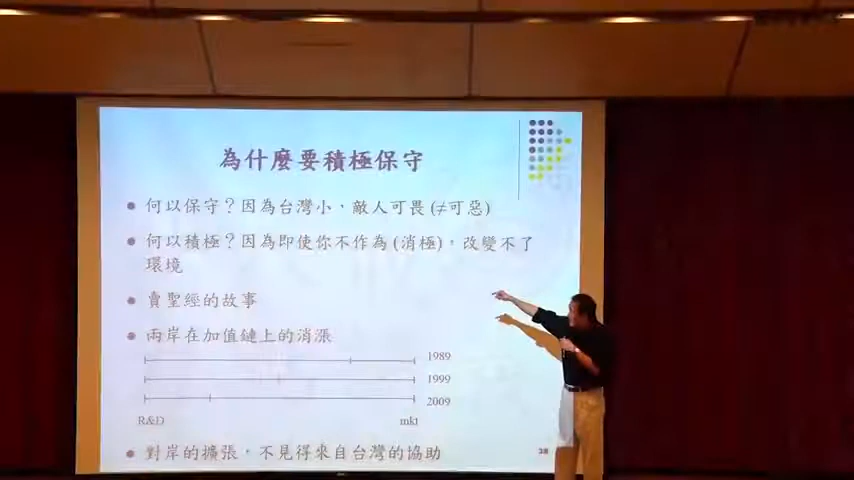 為什麼要積極保守
何以保守？因為台灣小，敵人可畏(≠可惡)
何以積極？因為即使你不作為(消極)，改變不了
環境
賣聖經的故事
兩岸在加值鏈上的消漲
1989
1999
2009
R&D mkt
對岸的擴張，不見得來自台灣的協助
38